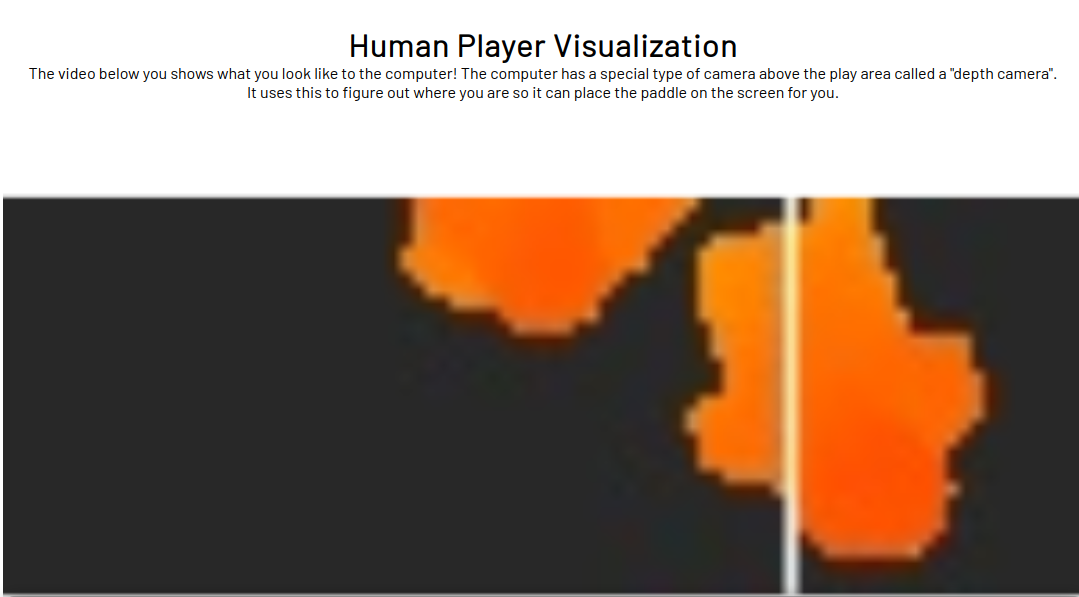 Human Player Visualization
The video below you shows what you look like to the computer! The computer has a special type of camera above the play area called a "depth camera".
It uses this to figure out where you are so it can place the paddle on the screen for you.